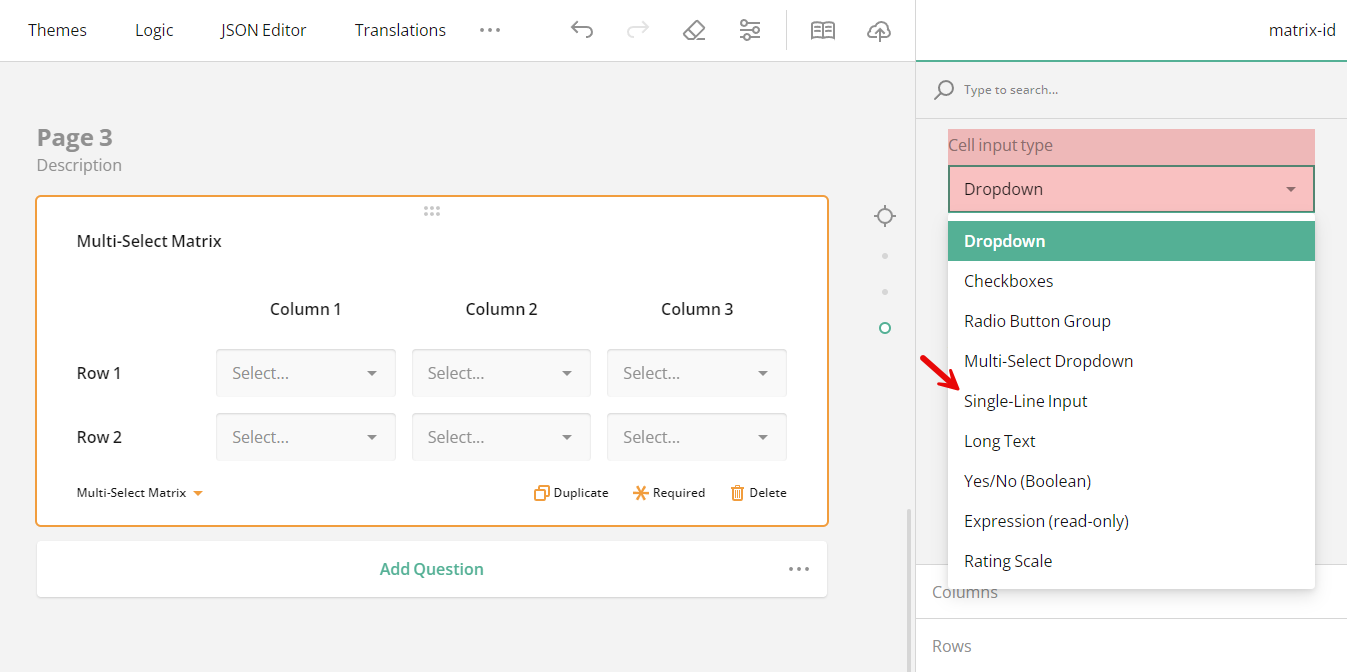 Themes Logic JSON Editor Translations
matrix-id
Type to search...
Page 3
Description
Multi-Select Matrix
Column 1 Column 2 Column 3
Row 1 Select... Select... Select...
Row 2 Select... Select... Select...
Multi-Select Matrix Duplicate Required Delete
Add Question
Cell input type
Dropdown
Dropdown
Checkboxes
Radio Button Group
Multi-Select Dropdown
Single-Line Input
Long Text
Yes/No (Boolean)
Expression (read-only)
Rating Scale
Columns
Rows